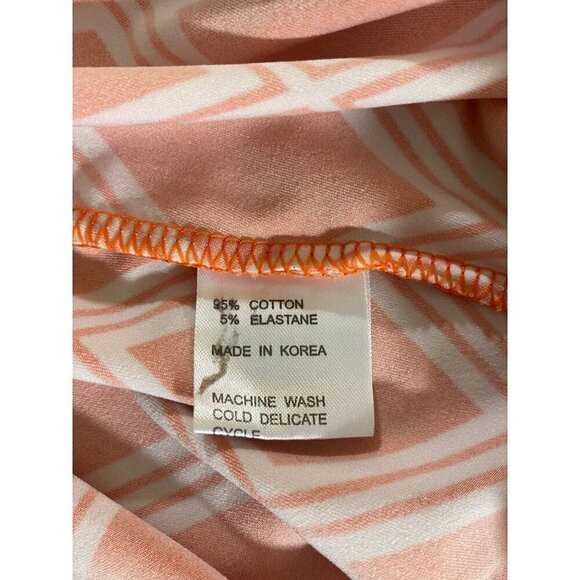 95% COTTON
5% ELASTANE
MADE IN KOREA
MACHINE WASH
COLD DELICATE
CYCLE